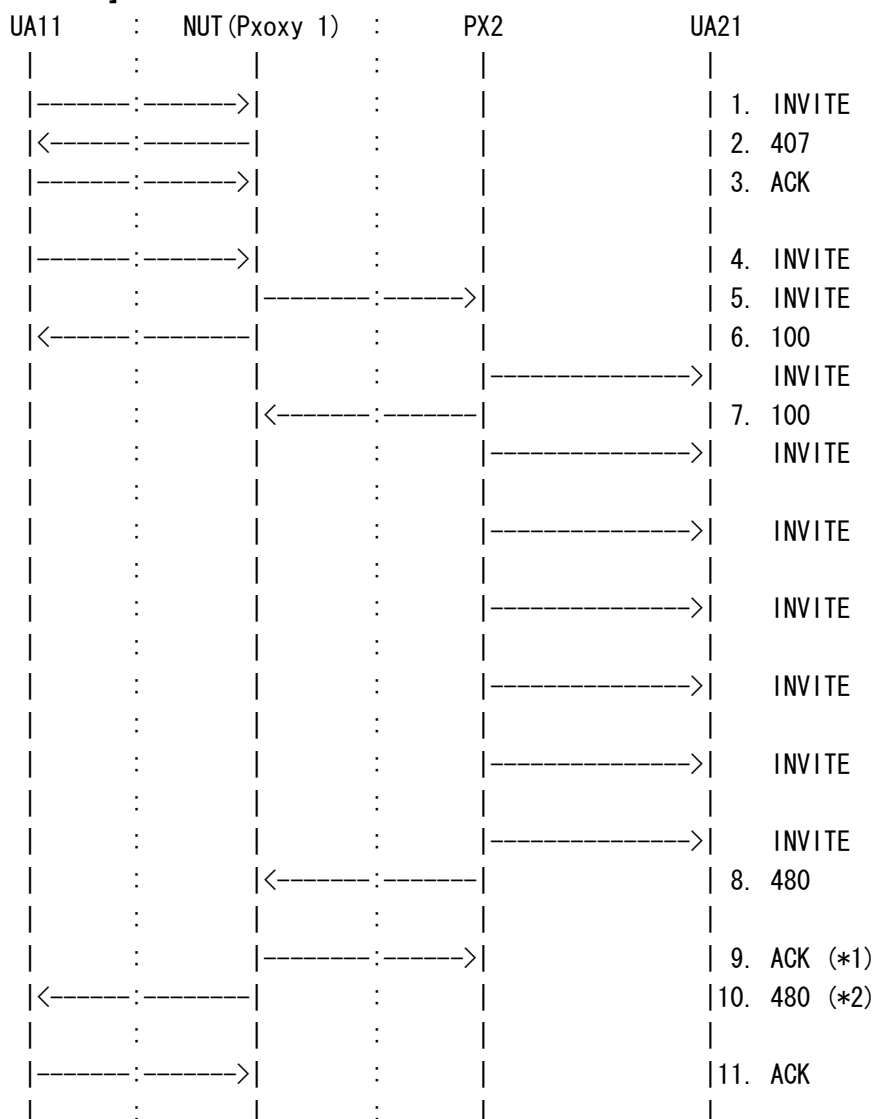 UA11 : NUT(Pxoxy 1) : PX2 UA21
| : | : | |
|------:------->| : | | 1. INVITE
|<------:-------| : | | 2. 407
|------:------->| : | | 3. ACK
| : | : | |
|------:------->| : | | 4. INVITE
| : |-------:------>| | 5. INVITE
|<------:-------| : | | 6. 100
| : | : |-------------->| INVITE
| : |<-------:------| | 7. 100
| : | : |-------------->| INVITE
| : | : | |
| : | : |-------------->| INVITE
| : | : | |
| : | : |-------------->| INVITE
| : | : | |
| : | : |-------------->| INVITE
| : | : | |
| : | : |-------------->| INVITE
| : | : | |
| : | : |-------------->| INVITE
| : |<-------:------| | 8. 480
| : | : | |
| : |-------:------>| | 9. ACK (*1)
|<------:-------| : | |10. 480 (*2)
| : | : | |
|------:------->| : | |11. ACK
| : | : | |